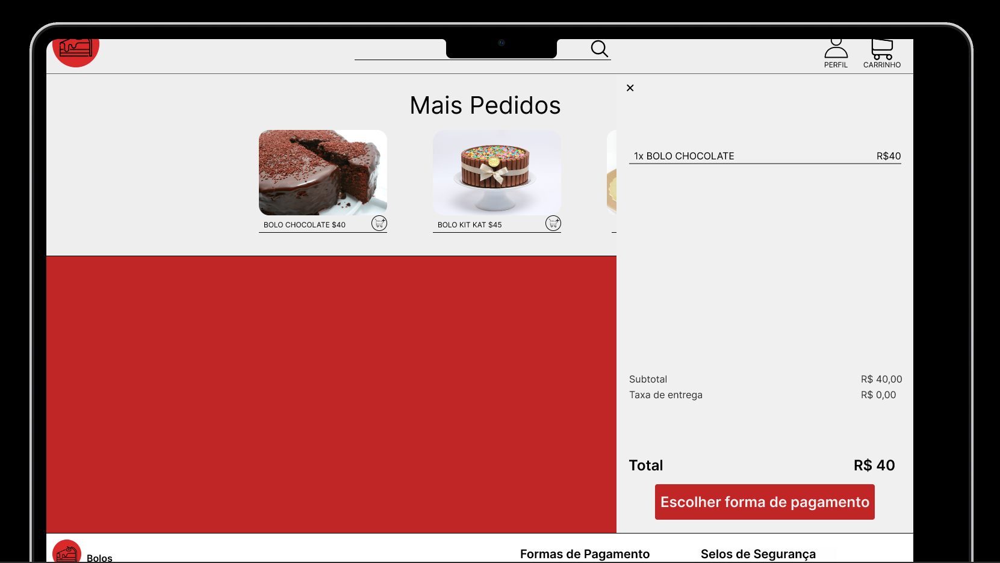 PERFIL
CARRINHO
Mais Pedidos
BOLO CHOCOLATE $40
BOLO KIT KAT $45
1x BOLO CHOCOLATE
R$40
Subtotal
R$ 40,00
Taxa de entrega
R$ 0,00
Total
R$ 40
Escolher forma de pagamento
Bolos
Formas de Pagamento
Selos de Segurança